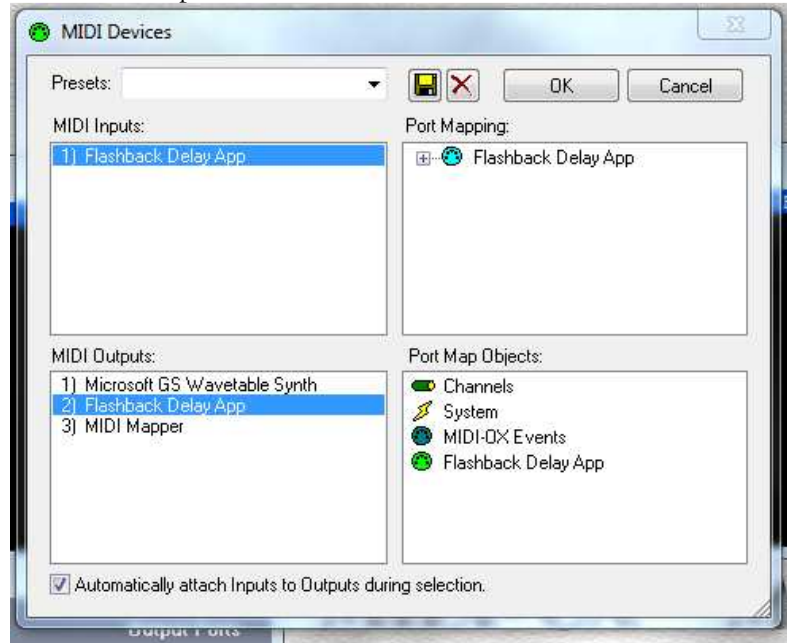 MIDI Devices
Presets:
OK
Cancel
MIDI Inputs:
Port Mapping:
1) Flashback Delay App
Flashback Delay App
MIDI Outputs:
Port Map Objects:
1) Microsoft GS Wavetable Synth
2) Flashback Delay App
3) MIDI Mapper
Channels
System
MIDI-OX Events
Flashback Delay App
Automatically attach Inputs to Outputs during selection.
Output Ports